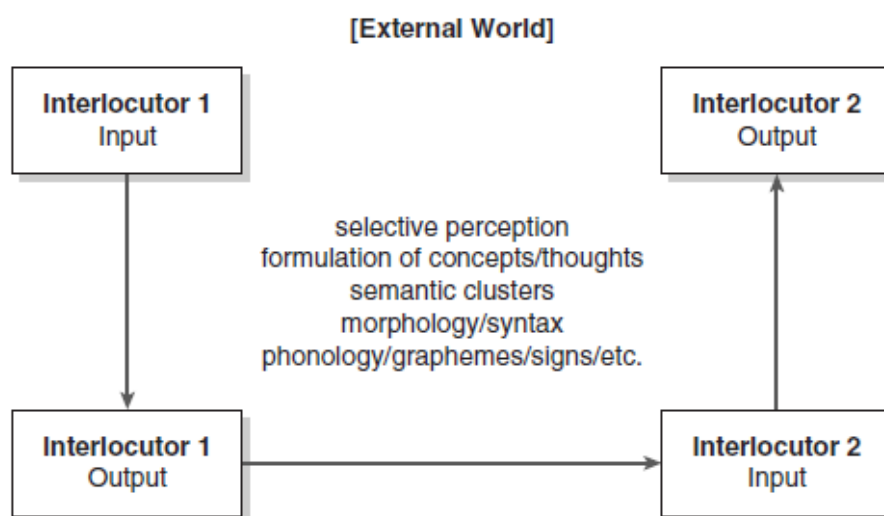 [External World]
Interlocutor 1
Input
Interlocutor 2
Output
selective perception
formulation of concepts/thoughts
semantic clusters
morphology/syntax
phonology/graphemes/signs/etc.
Interlocutor 1
Output
Interlocutor 2
Input